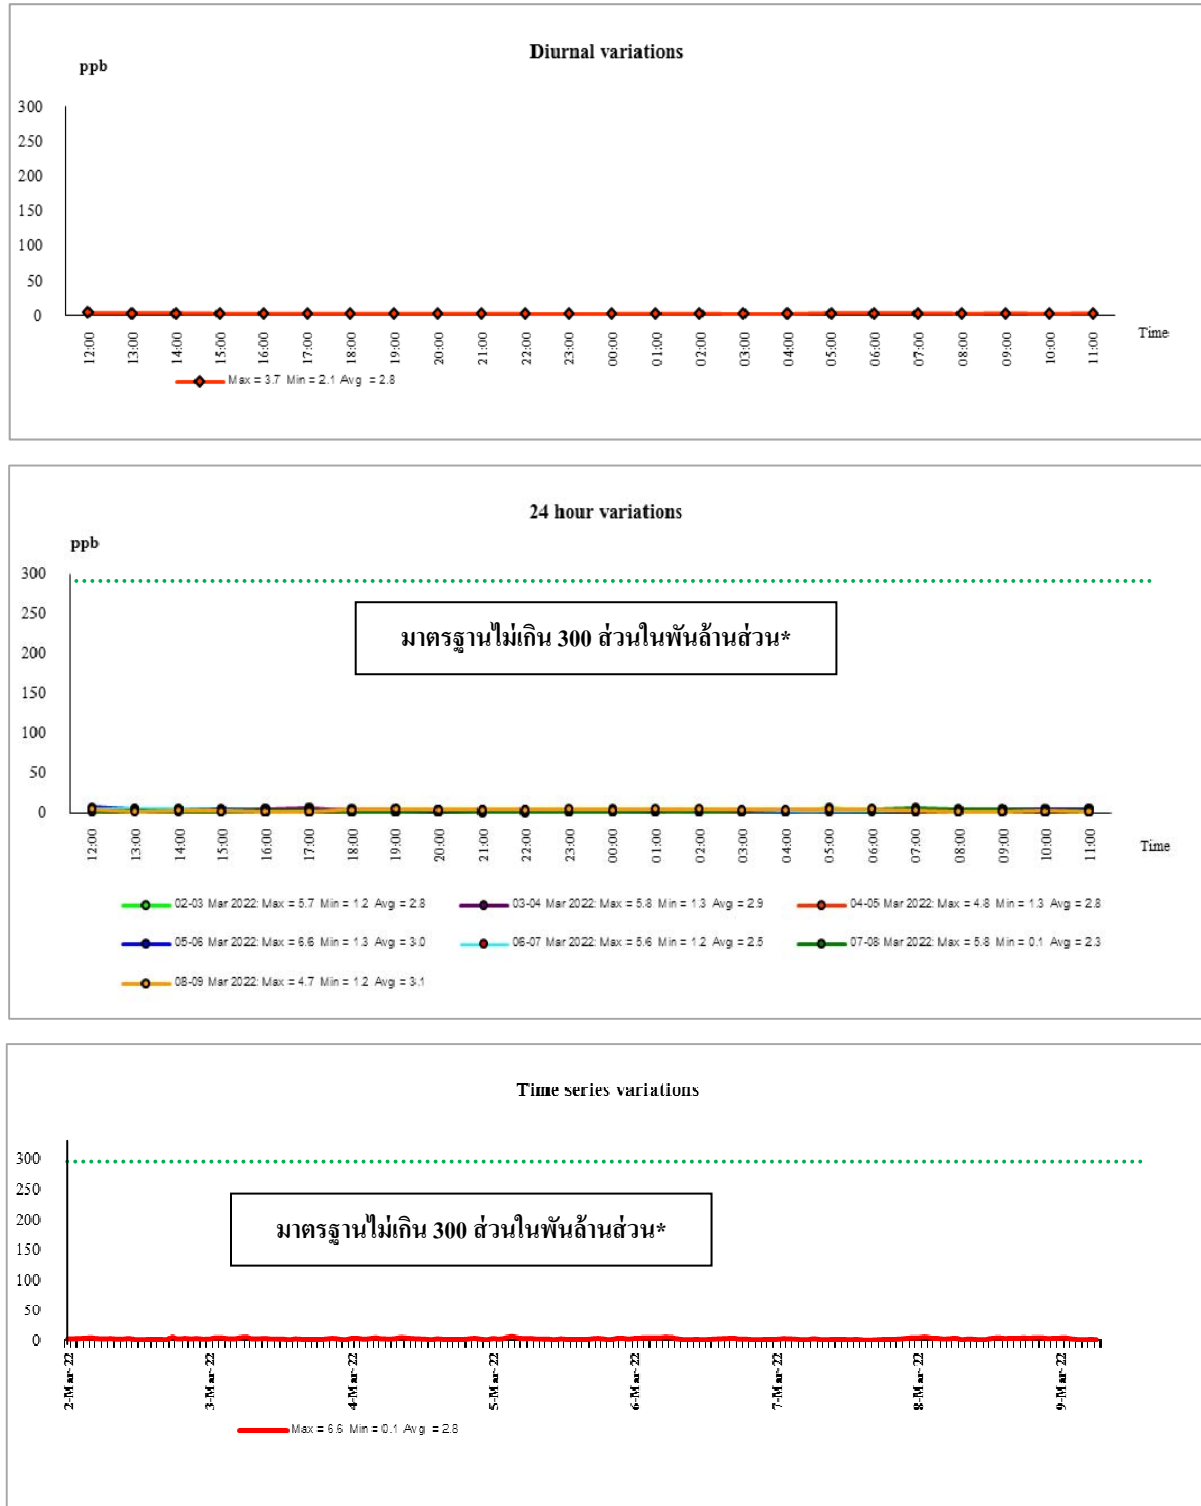 Diurnal variations
ppb
300
250
200
150
100
50
0
12:00 13:00 14:00 15:00 16:00 17:00 18:00 19:00 20:00 21:00 22:00 23:00 00:00 01:00 02:00 03:00 04:00 05:00 06:00 07:00 08:00 09:00 10:00 11:00
Time
Max = 3.7 Min = 2.1 Avg = 2.8
24 hour variations
ppb
300
250
200
150
100
50
0
มาตรฐานไม่เกิน 300 ส่วนในพันล้านส่วน*
12:00 13:00 14:00 15:00 16:00 17:00 18:00 19:00 20:00 21:00 22:00 23:00 00:00 01:00 02:00 03:00 04:00 05:00 06:00 07:00 08:00 09:00 10:00 11:00
Time
02-03 Mar 2022: Max = 5.7 Min = 1.2 Avg = 2.8 03-04 Mar 2022: Max = 5.8 Min = 1.3 Avg = 2.9 04-05 Mar 2022: Max = 4.8 Min = 1.3 Avg = 2.8
05-06 Mar 2022: Max = 6.6 Min = 1.3 Avg = 3.0 06-07 Mar 2022: Max = 5.6 Min = 1.2 Avg = 2.5 07-08 Mar 2022: Max = 5.8 Min = 0.1 Avg = 2.3
08-09 Mar 2022: Max = 4.7 Min = 1.2 Avg = 3.1
Time series variations
300
250
200
150
100
50
0
มาตรฐานไม่เกิน 300 ส่วนในพันล้านส่วน*
2-Mar-22 3-Mar-22 4-Mar-22 5-Mar-22 6-Mar-22 7-Mar-22 8-Mar-22 9-Mar-22
Max = 6.6 Min = 0.1 Avg = 2.8